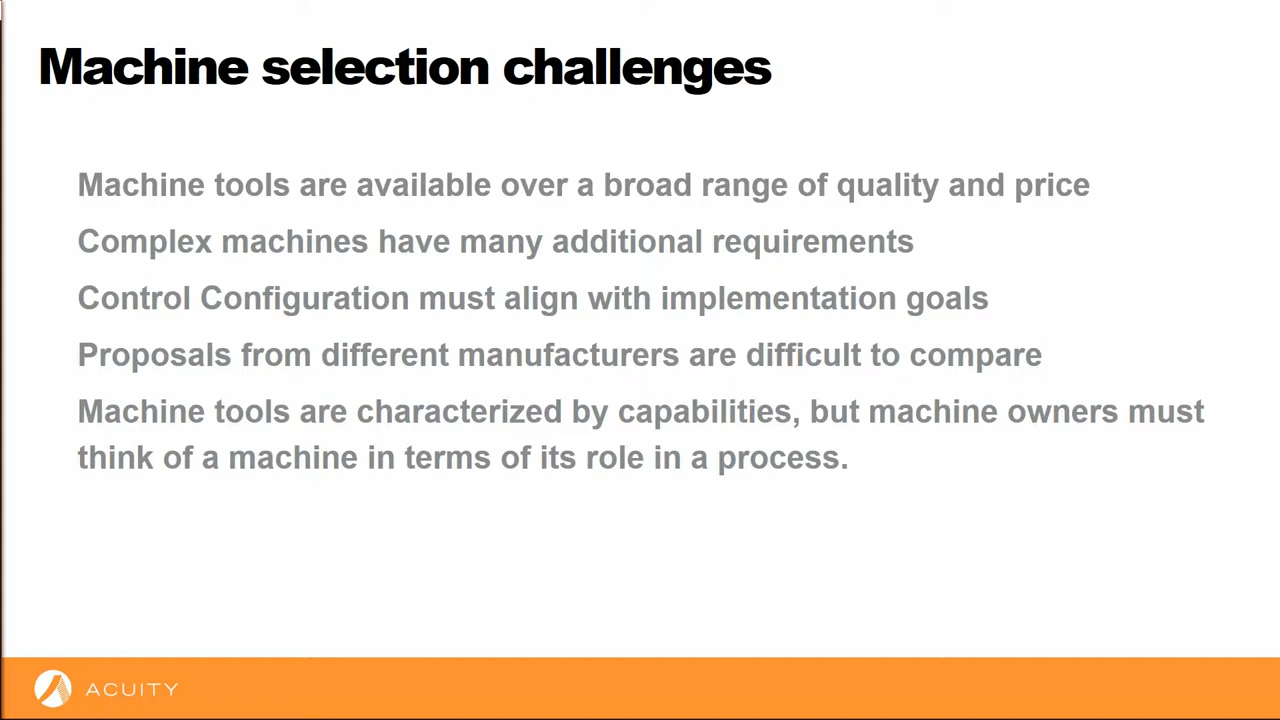 Machine selection challenges
Machine tools are available over a broad range of quality and price
Complex machines have many additional requirements
Control Configuration must align with implementation goals
Proposals from different manufacturers are difficult to compare
Machine tools are characterized by capabilities, but machine owners must
think of a machine in terms of its role in a process.
ACUITY